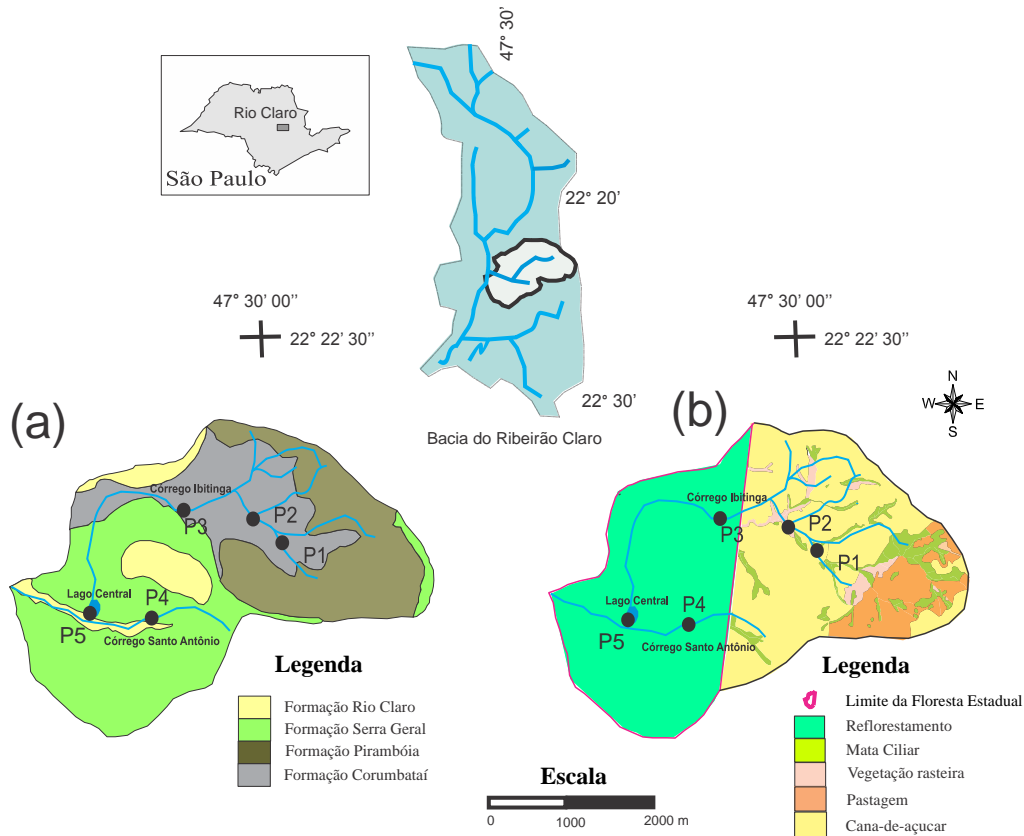 47° 30’
Rio Claro
São Paulo
22° 20’
47° 30’ 00’’
22° 22’ 30’’
47° 30’ 00’’
22° 22’ 30’’
22° 30’
Bacia do Ribeirão Claro
N
W E
S
(a)
Córrego Ibitinga
P3
P2
P1
Lago Central
P4
P5
Córrego Santo Antônio
Legenda
Formação Rio Claro
Formação Serra Geral
Formação Pirambóia
Formação Corumbataí
(b)
Córrego Ibitinga
P3
P2
P1
Lago Central
P4
P5
Córrego Santo Antônio
Legenda
Limite da Floresta Estadual
Reflorestamento
Mata Ciliar
Vegetação rasteira
Pastagem
Cana-de-açucar
Escala
0 1000 2000 m